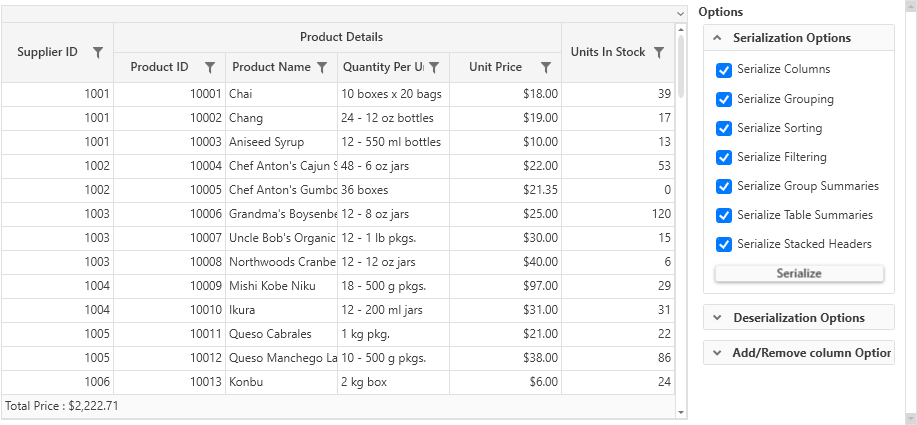 Options
Product Details
Supplier ID Units In Stock
Product ID Product Name Quantity Per U Unit Price
1001 10001 Chai 10 boxes x 20 bags $18.00 39
1001 10002 Chang 24 - 12 oz bottles $19.00 17
1001 10003 Aniseed Syrup 12 - 550 ml bottles $10.00 13
1002 10004 Chef Anton's Cajun S 48 - 6 oz jars $22.00 53
1002 10005 Chef Anton's Gumbo 36 boxes $21.35 0
1003 10006 Grandma's Boysenbe 12 - 8 oz jars $25.00 120
1003 10007 Uncle Bob's Organic 12 - 1 lb pkgs. $30.00 15
1003 10008 Northwoods Cranbe 12 - 12 oz jars $40.00 6
1004 10009 Mishi Kobe Niku 18 - 500 g pkgs. $97.00 29
1004 10010 Ikura 12 - 200 ml jars $31.00 31
1005 10011 Queso Cabrales 1 kg pkg. $21.00 22
1005 10012 Queso Manchego La 10 - 500 g pkgs. $38.00 86
1006 10013 Konbu 2 kg box $6.00 24
Total Price : $2,222.71
Serialization Options
Serialize Columns
Serialize Grouping
Serialize Sorting
Serialize Filtering
Serialize Group Summaries
Serialize Table Summaries
Serialize Stacked Headers
Serialize
Deserialization Options
Add/Remove column Option